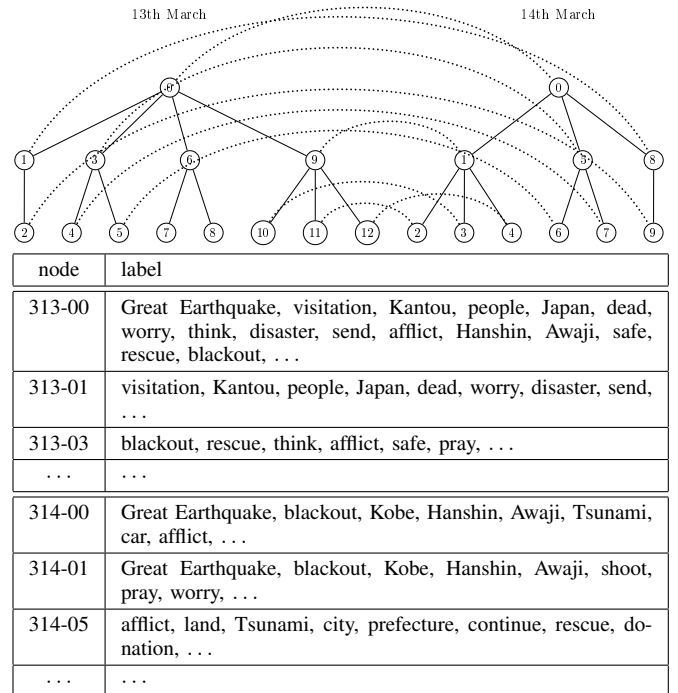 13th March 14th March
0 0
1 3 6 9 1 5 8
2 4 5 7 8 10 11 12 2 3 4 6 7 9
node label
313-00 Great Earthquake, visitation, Kantou, people, Japan, dead,
worry, think, disaster, send, afflict, Hanshin, Awaji, safe,
rescue, blackout, . . .
313-01 visitation, Kantou, people, Japan, dead, worry, disaster, send,
. . .
313-03 blackout, rescue, think, afflict, safe, pray, . . .
. . . . . .
314-00 Great Earthquake, blackout, Kobe, Hanshin, Awaji, Tsunami,
car, afflict, . . .
314-01 Great Earthquake, blackout, Kobe, Hanshin, Awaji, shoot,
pray, worry, . . .
314-05 afflict, land, Tsunami, city, prefecture, continue, rescue, do-
nation, . . .
. . . . . .